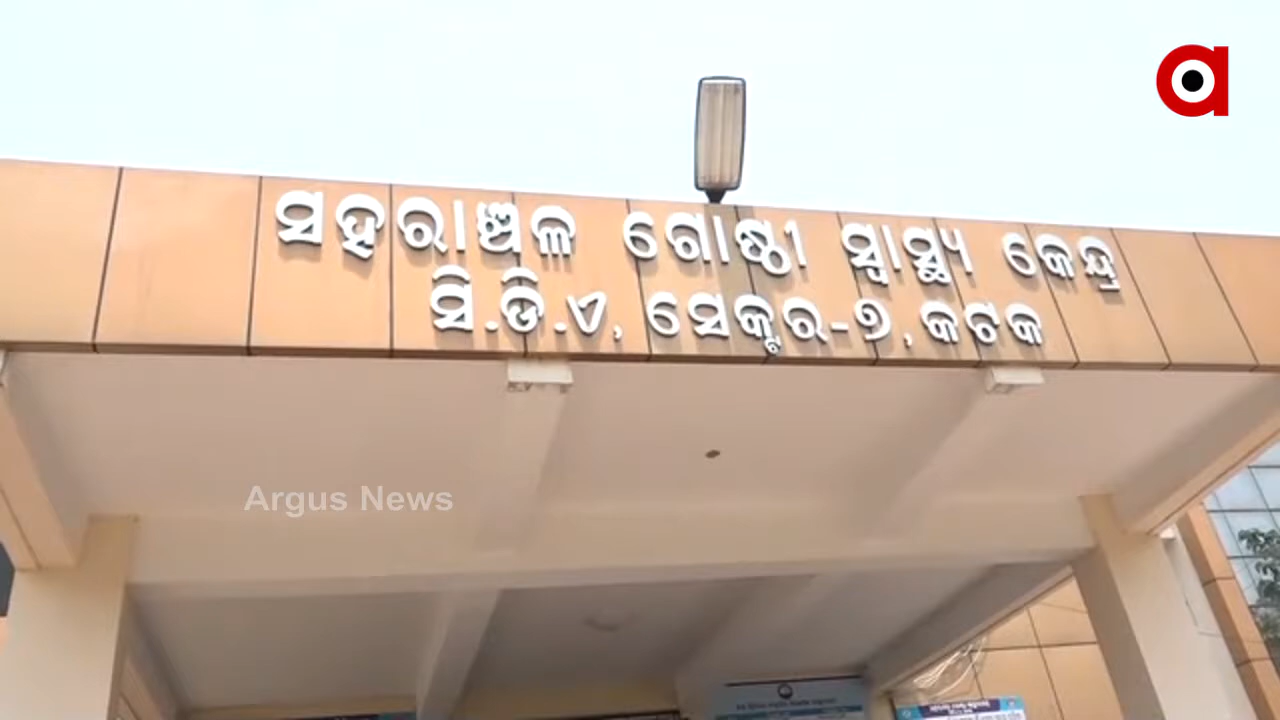 ସହରାଞ୍ଚଳ ଗୋଷ୍ଠୀ ସ୍ୱାସ୍ଥ୍ୟ କେନ୍ଦ୍ର
ସି.ଡି.ଏ, ସେକ୍ଟର-୭, କଟକ
Argus News